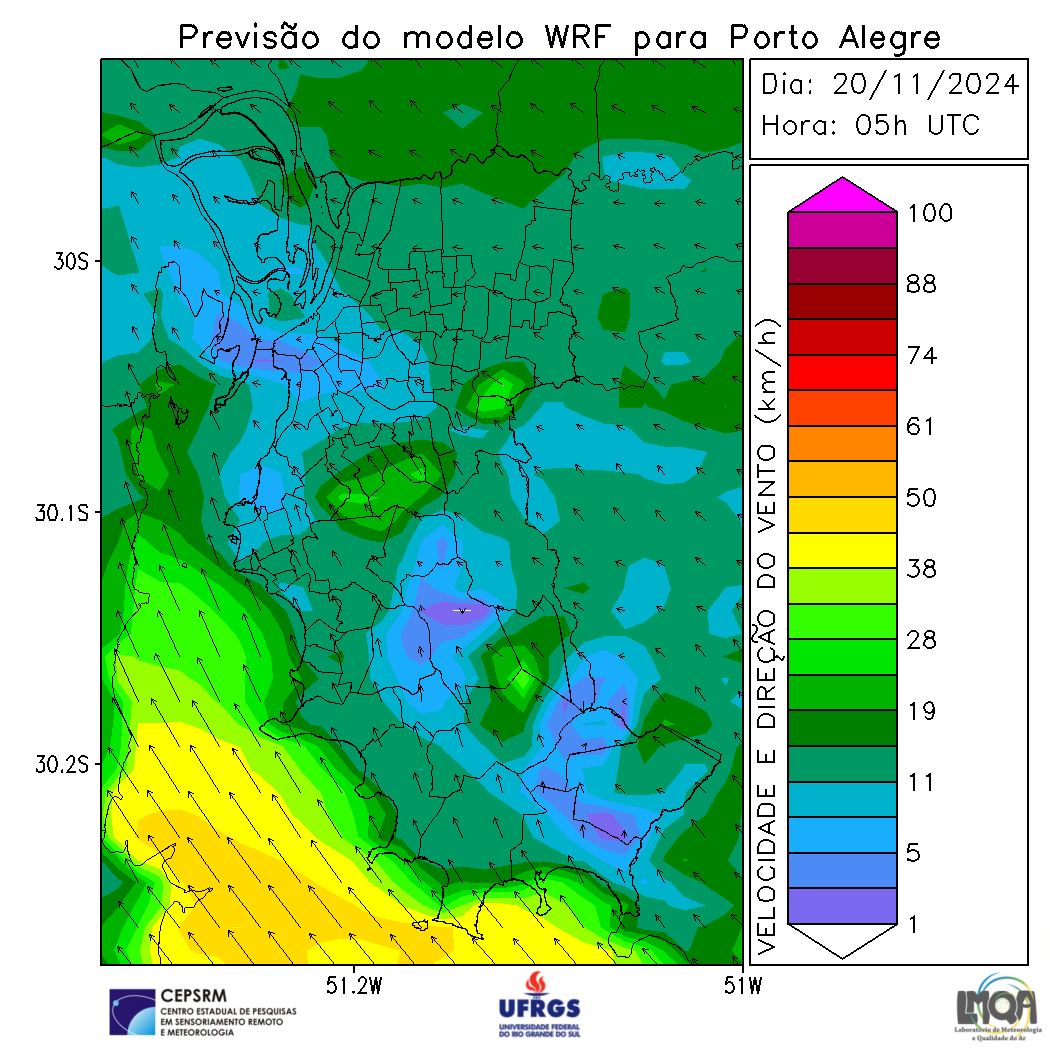 Previsão do modelo WRF para Porto Alegre
Dia: 20/11/2024
Hora: 05h UTC
30S
30.1S
30.2S
51.2W
51W
VELOCIDADE E DIREÇÃO DO VENTO (km/h)
100
88
74
61
50
38
28
19
11
5
1
CEPSRM
CENTRO ESTADUAL DE PESQUISAS
EM SENSORIAMENTO REMOTO
E METEOROLOGIA
UFRGS
UNIVERSIDADE FEDERAL
DO RIO GRANDE DO SUL
LMQA
Laboratório de Meteorologia
e Qualidade do Ar